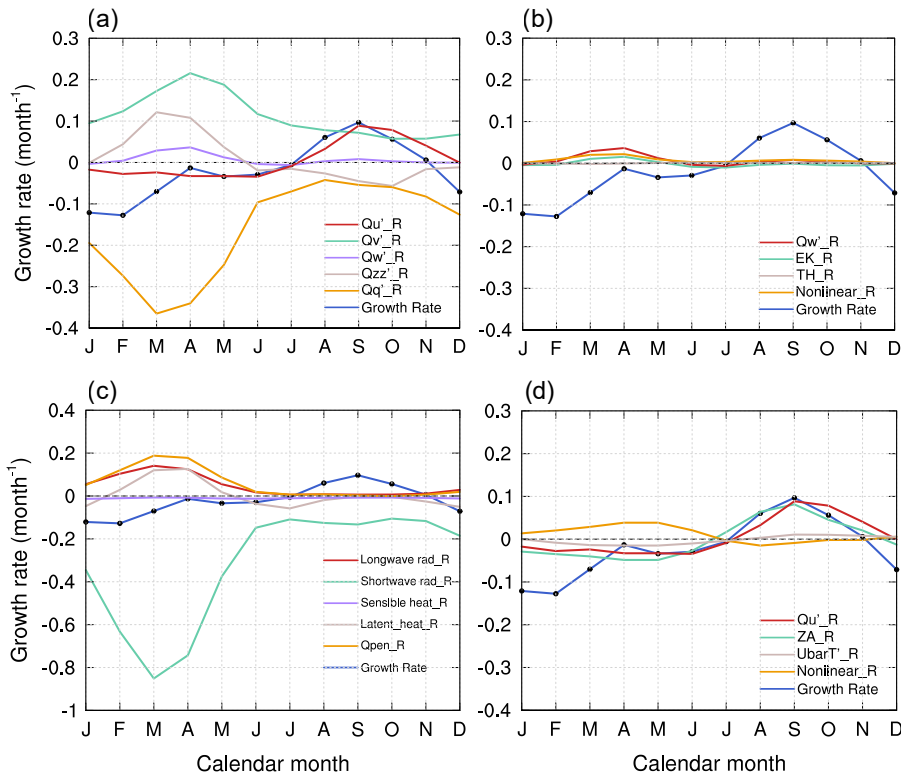 (a)
(b)
Growth rate (month⁻¹)
0.3
0.2
0.1
0
-0.1
-0.2
-0.3
-0.4
J F M A M J J A S O N D
Qu'_R
Qv'_R
Qw'_R
Qzz'_R
Qq'_R
Growth Rate
0.3
0.2
0.1
0
-0.1
-0.2
-0.3
-0.4
J F M A M J J A S O N D
Qw'_R
EK_R
TH_R
Nonlinear_R
Growth Rate
(c)
(d)
Growth rate (month⁻¹)
0.4
0.2
0
-0.2
-0.4
-0.6
-0.8
-1
J F M A M J J A S O N D
Longwave rad_R
Shortwave rad_R
Senslble heat_R
Latent_heat_R
Qpen_R
Growth Rate
Calendar month
0.3
0.2
0.1
0
-0.1
-0.2
-0.3
-0.4
J F M A M J J A S O N D
Qu'_R
ZA_R
UbarT'_R
Nonlinear_R
Growth Rate
Calendar month